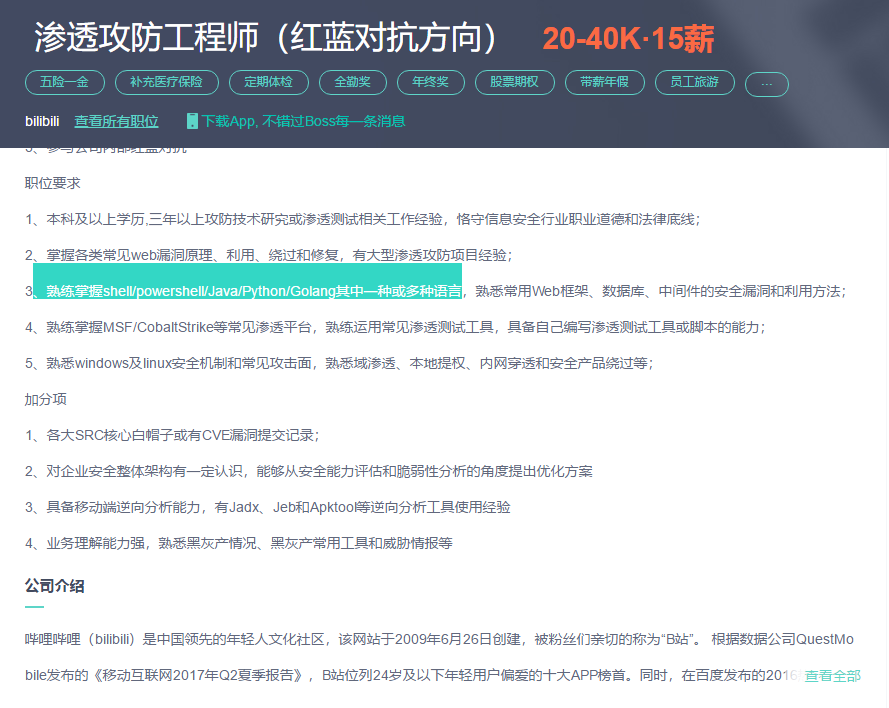 渗透攻防工程师（红蓝对抗方向） 20-40K·15薪
五险一金 补充医疗保险 定期体检 全勤奖 年终奖 股票期权 带薪年假 员工旅游 ...
bilibili 查看所有职位 下载App, 不错过Boss每一条消息
5、参与公司内部红蓝对抗
职位要求
1、本科及以上学历,三年以上攻防技术研究或渗透测试相关工作经验，恪守信息安全行业职业道德和法律底线；
2、掌握各类常见web漏洞原理、利用、绕过和修复，有大型渗透攻防项目经验；
3、熟练掌握shell/powershell/Java/Python/Golang其中一种或多种语言，熟悉常用Web框架、数据库、中间件的安全漏洞和利用方法；
4、熟练掌握MSF/CobaltStrike等常见渗透平台，熟练运用常见渗透测试工具，具备自己编写渗透测试工具或脚本的能力；
5、熟悉windows及linux安全机制和常见攻击面，熟悉域渗透、本地提权、内网穿透和安全产品绕过等；
加分项
1、各大SRC核心白帽子或有CVE漏洞提交记录；
2、对企业安全整体架构有一定认识，能够从安全能力评估和脆弱性分析的角度提出优化方案
3、具备移动端逆向分析能力，有Jadx、Jeb和Apktool等逆向分析工具使用经验
4、业务理解能力强，熟悉黑灰产情况、黑灰产常用工具和威胁情报等
公司介绍
哔哩哔哩（bilibili）是中国领先的年轻人文化社区，该网站于2009年6月26日创建，被粉丝们亲切的称为“B站”。 根据数据公司QuestMo
bile发布的《移动互联网2017年Q2夏季报告》，B站位列24岁及以下年轻用户偏爱的十大APP榜首。同时，在百度发布的2016 查看全部